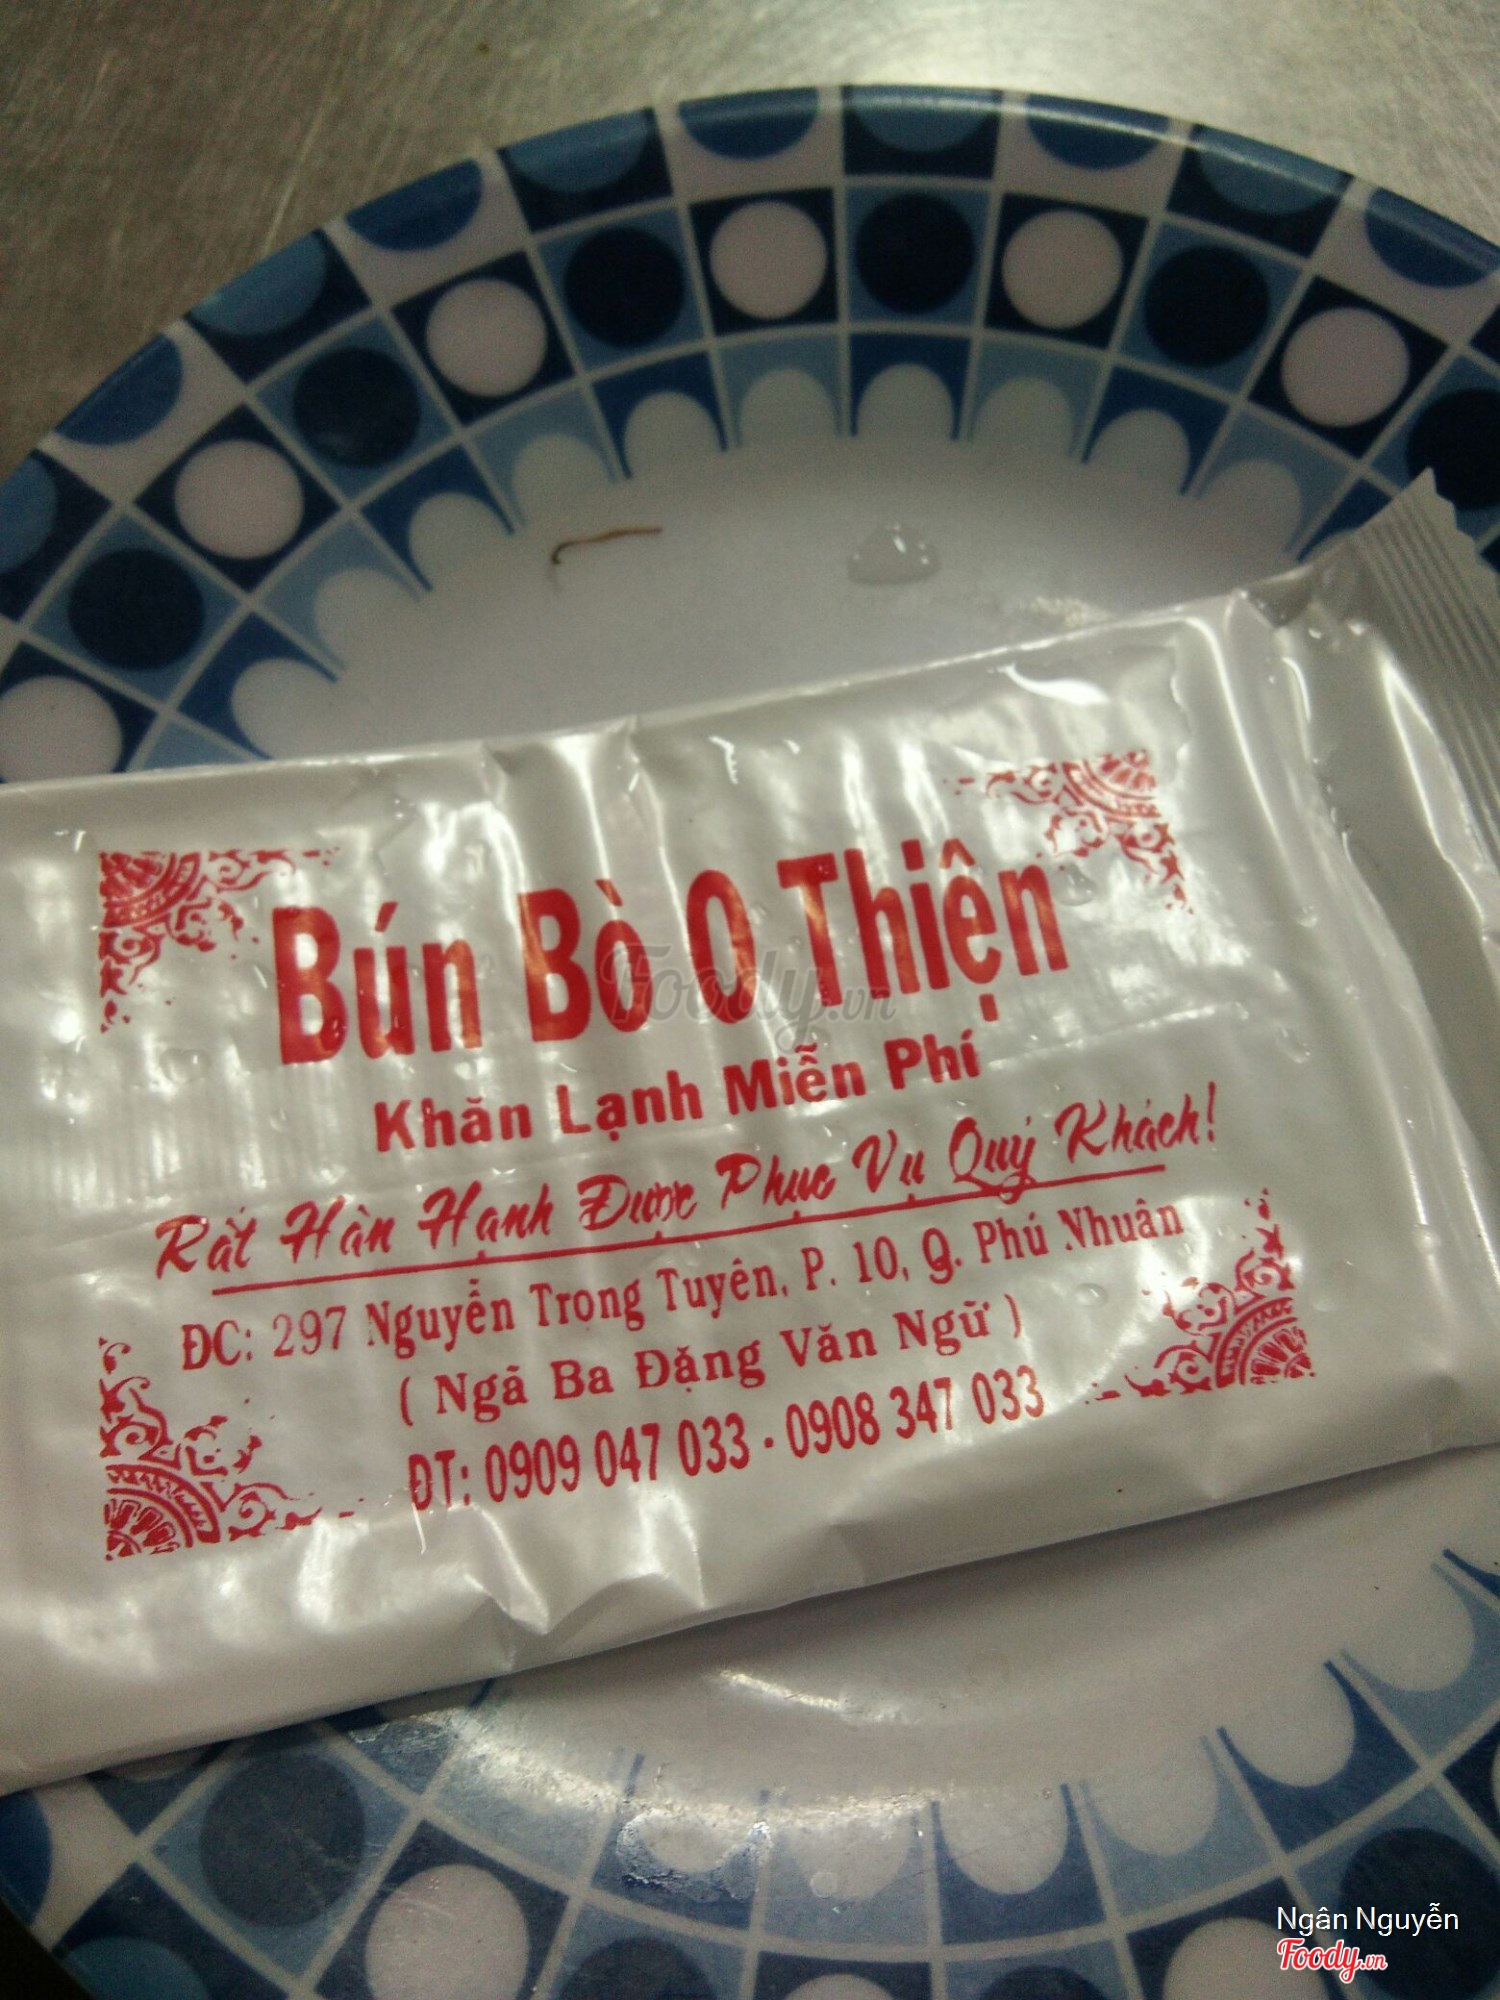 Bún Bò O Thiện
Khăn Lạnh Miễn Phí
Rất Hân Hạnh Được Phục Vụ Quý Khách!
ĐC: 297 Nguyễn Trọng Tuyển, P. 10, Q. Phú Nhuận
( Ngã Ba Đặng Văn Ngữ )
ĐT: 0909 047 033 - 0908 347 033
Foody.vn
Ngân Nguyễn
Foody.vn